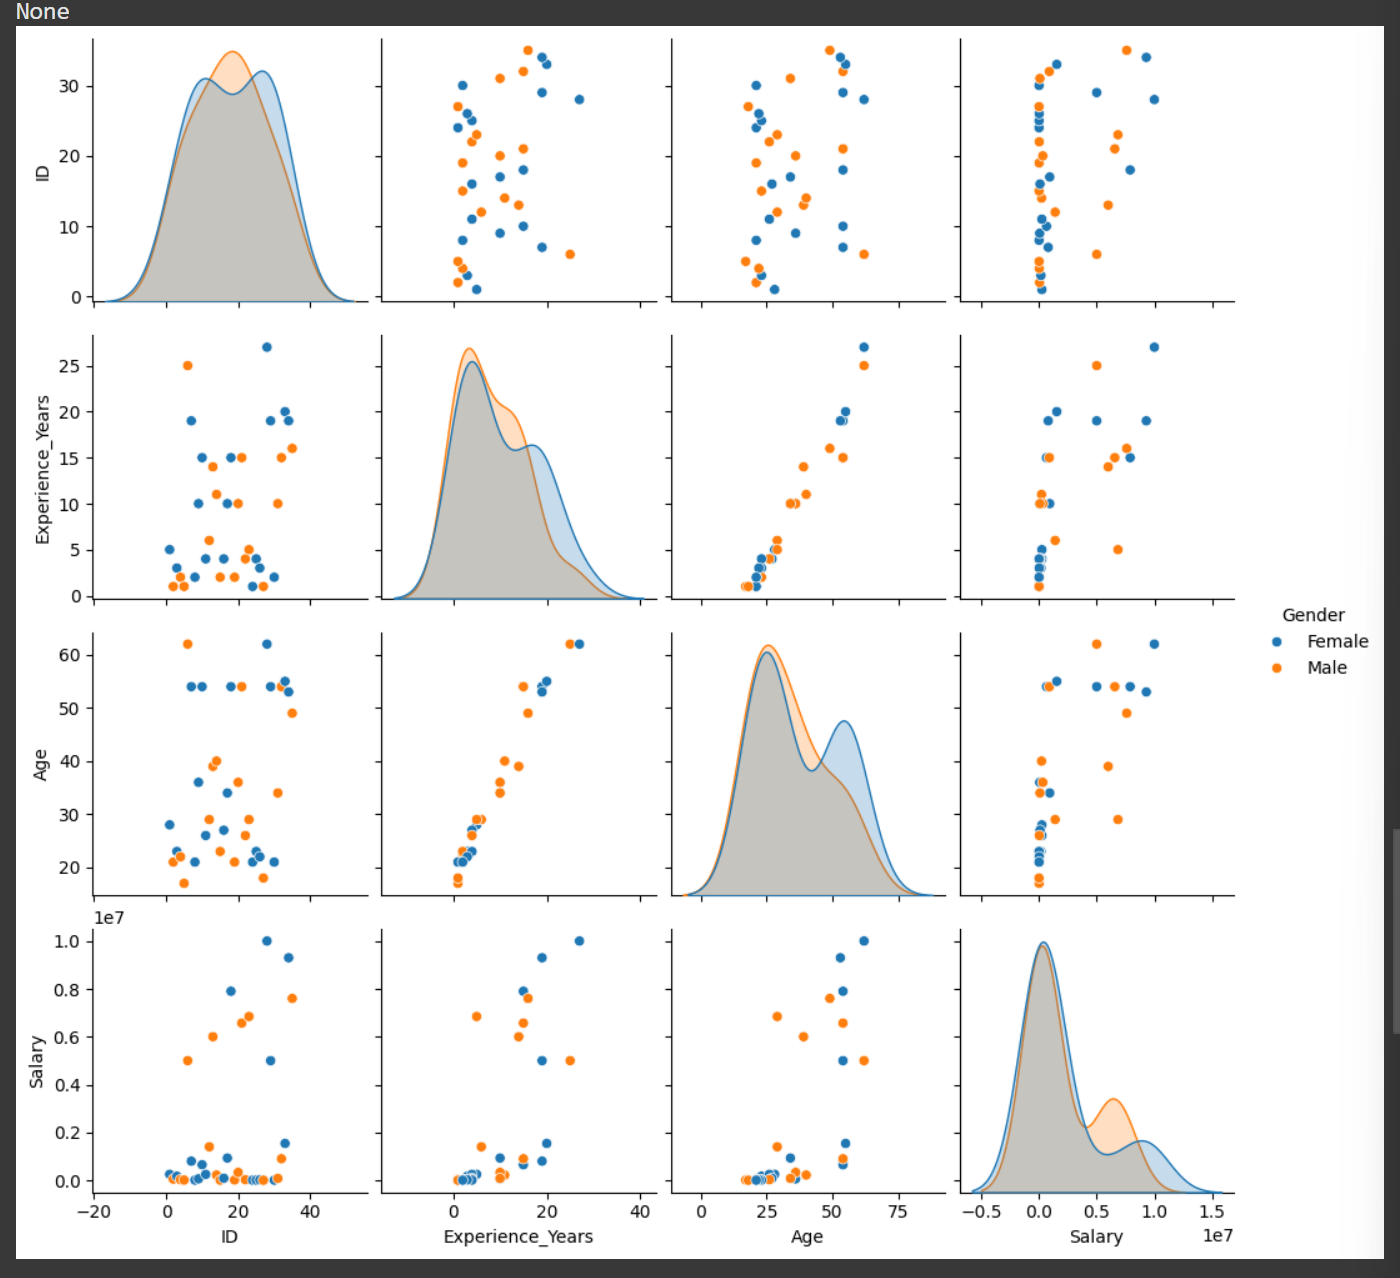 None
ID
30
20
10
0
Experience_Years
25
20
15
10
5
0
Gender
Female
Male
Age
60
50
40
30
20
1e7
Salary
1.0
0.8
0.6
0.4
0.2
0.0
−20 0 20 40
0 20 40
0 25 50 75
−0.5 0.0 0.5 1.0 1.5
ID
Experience_Years
Age
Salary
1e7